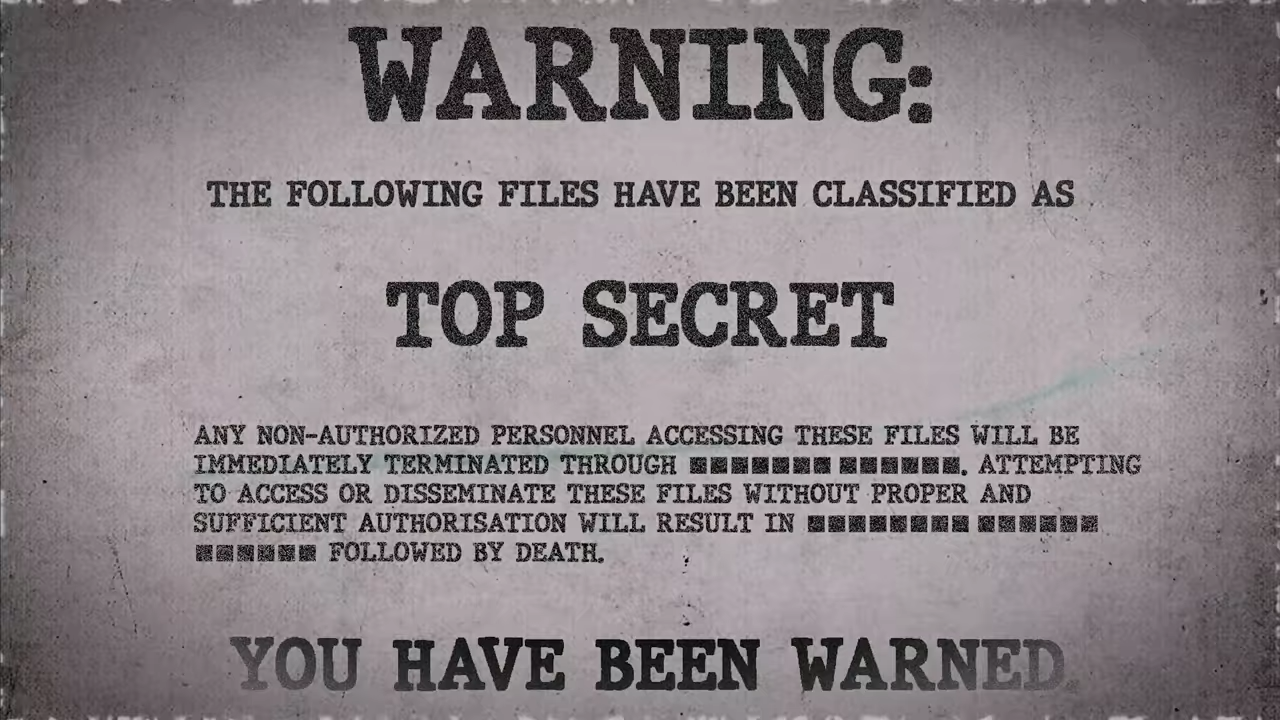 WARNING:
THE FOLLOWING FILES HAVE BEEN CLASSIFIED AS
TOP SECRET
ANY NON-AUTHORIZED PERSONNEL ACCESSING THESE FILES WILL BE
IMMEDIATELY TERMINATED THROUGH ■■■■■■■ ■■■■■■. ATTEMPTING
TO ACCESS OR DISSEMINATE THESE FILES WITHOUT PROPER AND
SUFFICIENT AUTHORISATION WILL RESULT IN ■■■■■■■■ ■■■■■■
■■■■■■ FOLLOWED BY DEATH.
YOU HAVE BEEN WARNED.